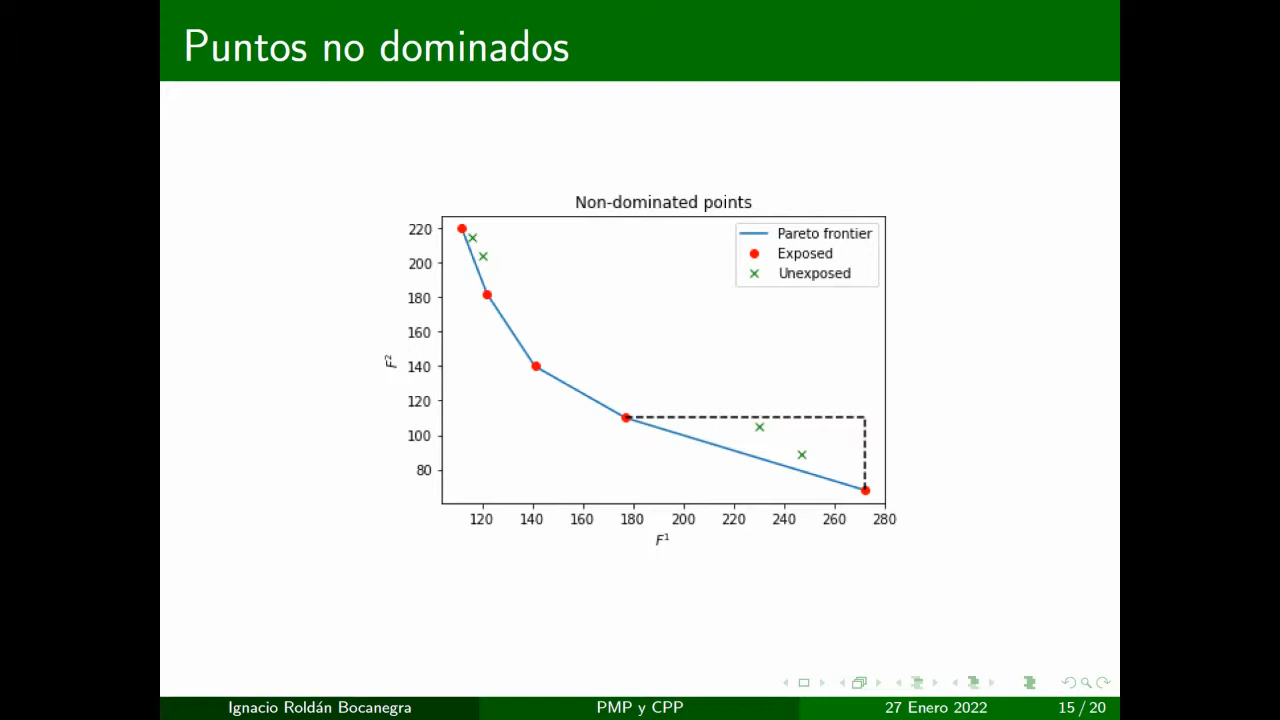 Puntos no dominados
Non-dominated points
Pareto frontier
Exposed
Unexposed
220
200
180
160
140
120
100
80
F²
120 140 160 180 200 220 240 260 280
F¹
Ignacio Roldán Bocanegra PMP y CPP 27 Enero 2022 15 / 20